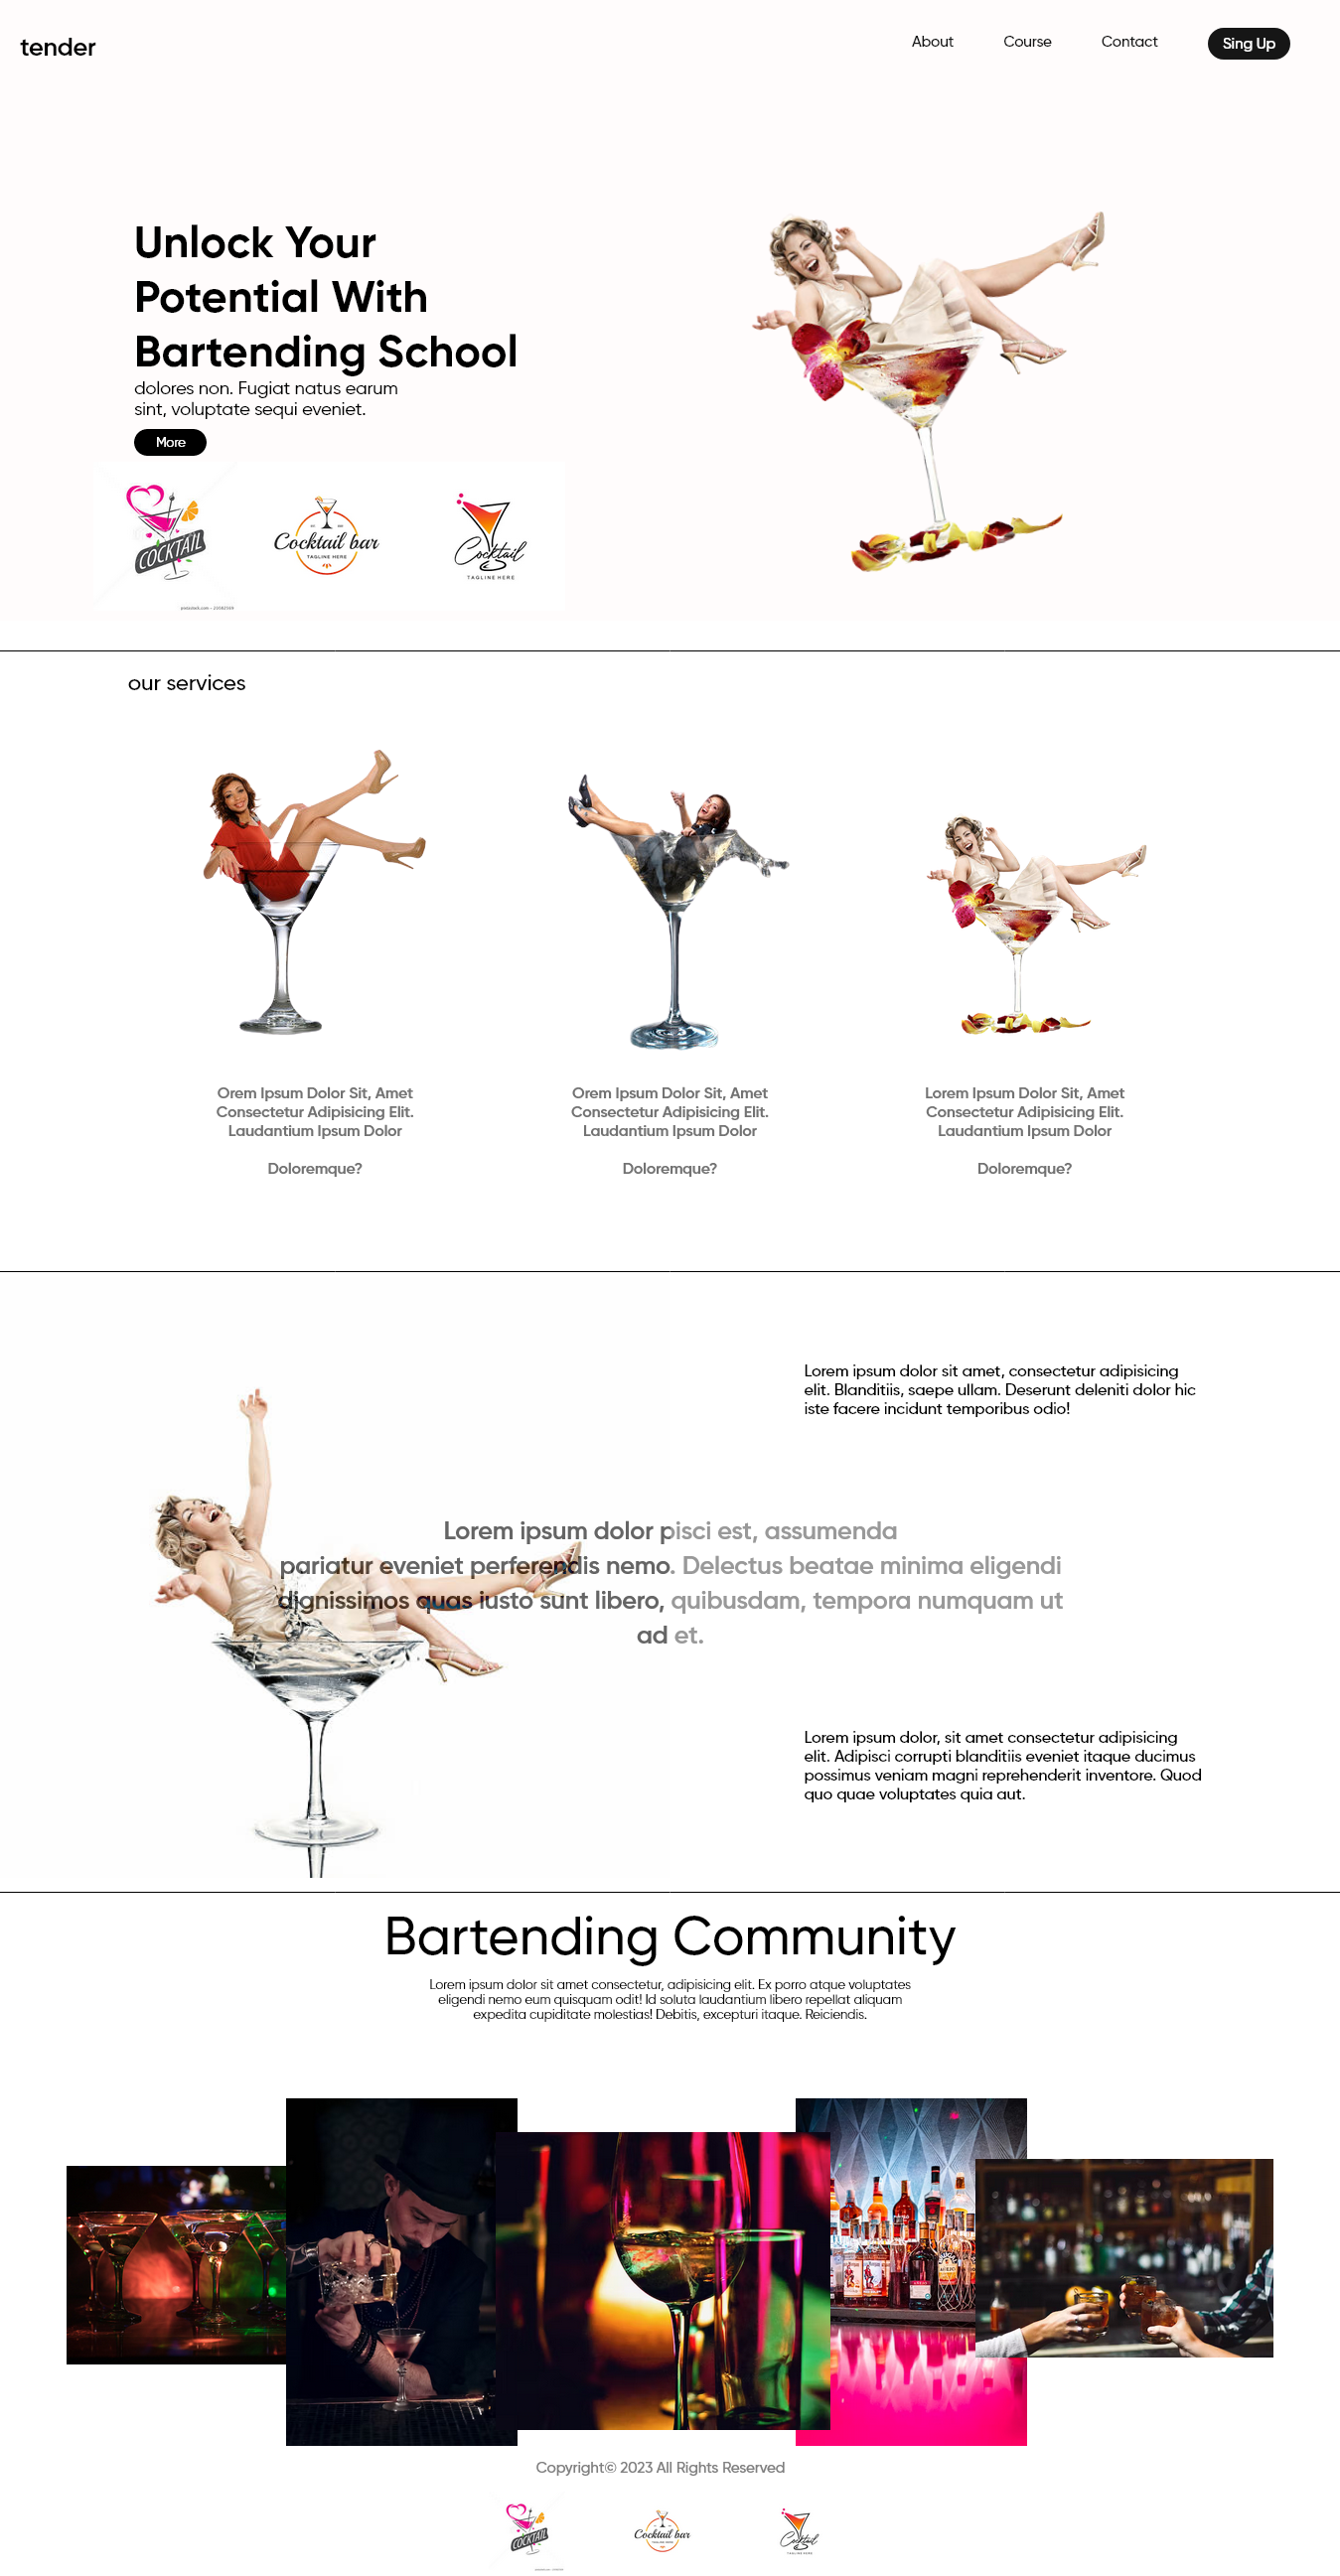 tender
About
Course
Contact
Sing Up
Unlock Your
Potential With
Bartending School
dolores non. Fugiat natus earum
sint, voluptate sequi eveniet.
More
COCKTAIL
Cocktail bar
TAGLINE HERE
Cocktail
TAGLINE HERE
our services
Orem Ipsum Dolor Sit, Amet
Consectetur Adipisicing Elit.
Laudantium Ipsum Dolor
Doloremque?
Orem Ipsum Dolor Sit, Amet
Consectetur Adipisicing Elit.
Laudantium Ipsum Dolor
Doloremque?
Lorem Ipsum Dolor Sit, Amet
Consectetur Adipisicing Elit.
Laudantium Ipsum Dolor
Doloremque?
Lorem ipsum dolor sit amet, consectetur adipisicing
elit. Blanditiis, saepe ullam. Deserunt deleniti dolor hic
iste facere incidunt temporibus odio!
Lorem ipsum dolor pisci est, assumenda
pariatur eveniet perferendis nemo. Delectus beatae minima eligendi
dignissimos quas iusto sunt libero, quibusdam, tempora numquam ut
ad et.
Lorem ipsum dolor, sit amet consectetur adipisicing
elit. Adipisci corrupti blanditiis eveniet itaque ducimus
possimus veniam magni reprehenderit inventore. Quod
quo quae voluptates quia aut.
Bartending Community
Lorem ipsum dolor sit amet consectetur, adipisicing elit. Ex porro atque voluptates
eligendi nemo eum quisquam odit! Id soluta laudantium libero repellat aliquam
expedita cupiditate molestias! Debitis, excepturi itaque. Reiciendis.
Copyright© 2023 All Rights Reserved
COCKTAIL
Cocktail bar
TAGLINE HERE
Cocktail
TAGLINE HERE